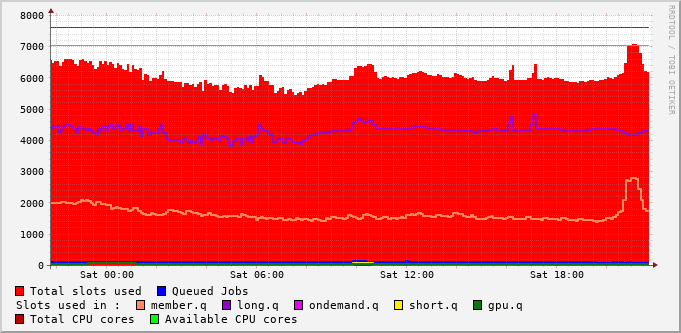 8000
7000
6000
5000
4000
3000
2000
1000
0
Sat 00:00 Sat 06:00 Sat 12:00 Sat 18:00
RRDTOOL / TOBI OETIKER
Total slots used Queued Jobs
Slots used in : member.q long.q ondemand.q short.q gpu.q
Total CPU cores Available CPU cores